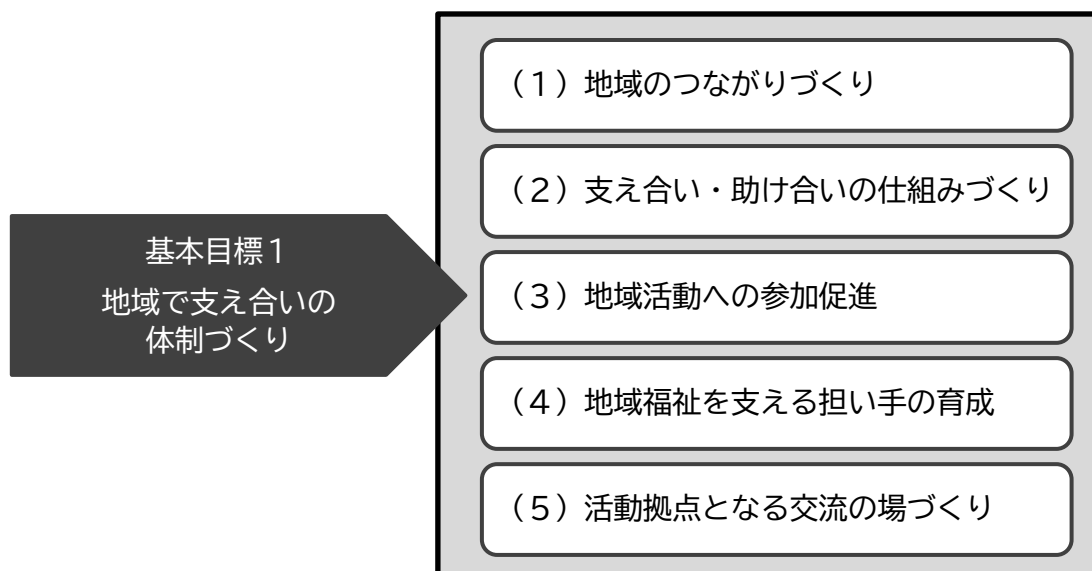 基本目標１
地域で支え合いの
体制づくり
（１）地域のつながりづくり
（２）支え合い・助け合いの仕組みづくり
（３）地域活動への参加促進
（４）地域福祉を支える担い手の育成
（５）活動拠点となる交流の場づくり